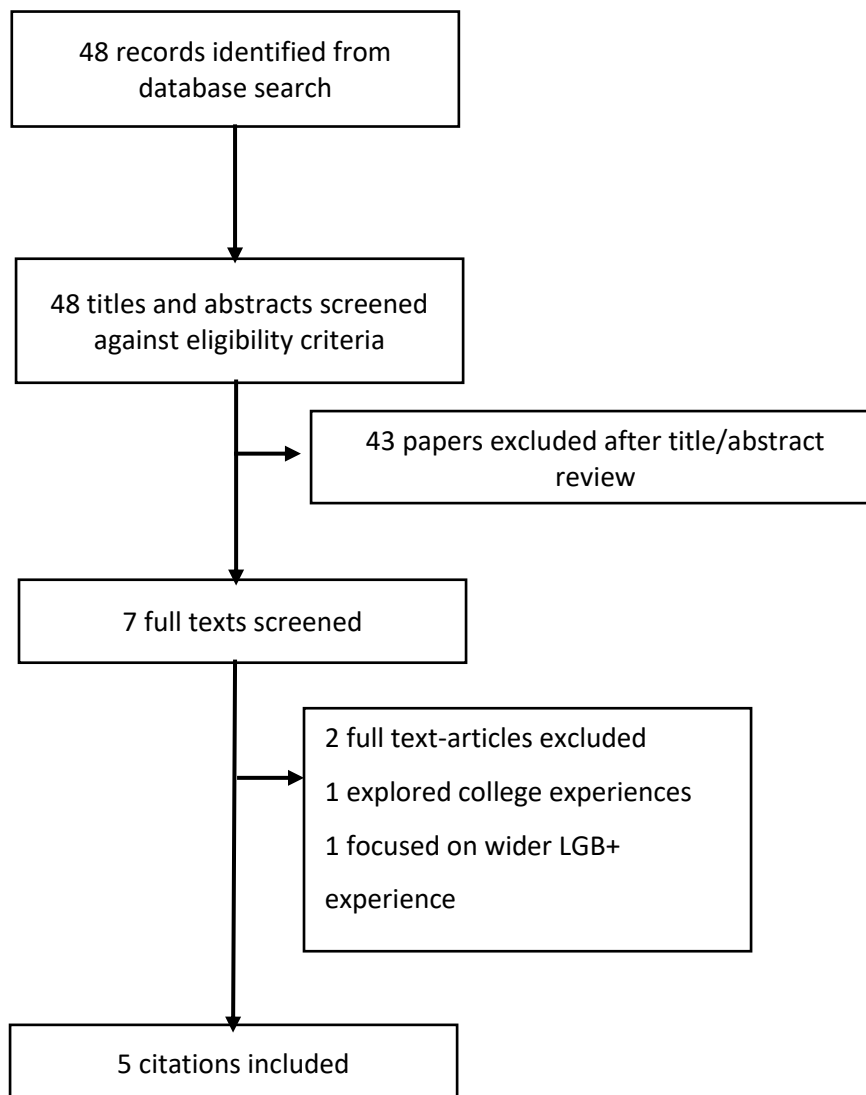 48 records identified from
database search
48 titles and abstracts screened
against eligibility criteria
43 papers excluded after title/abstract
review
7 full texts screened
2 full text-articles excluded
1 explored college experiences
1 focused on wider LGB+
experience
5 citations included